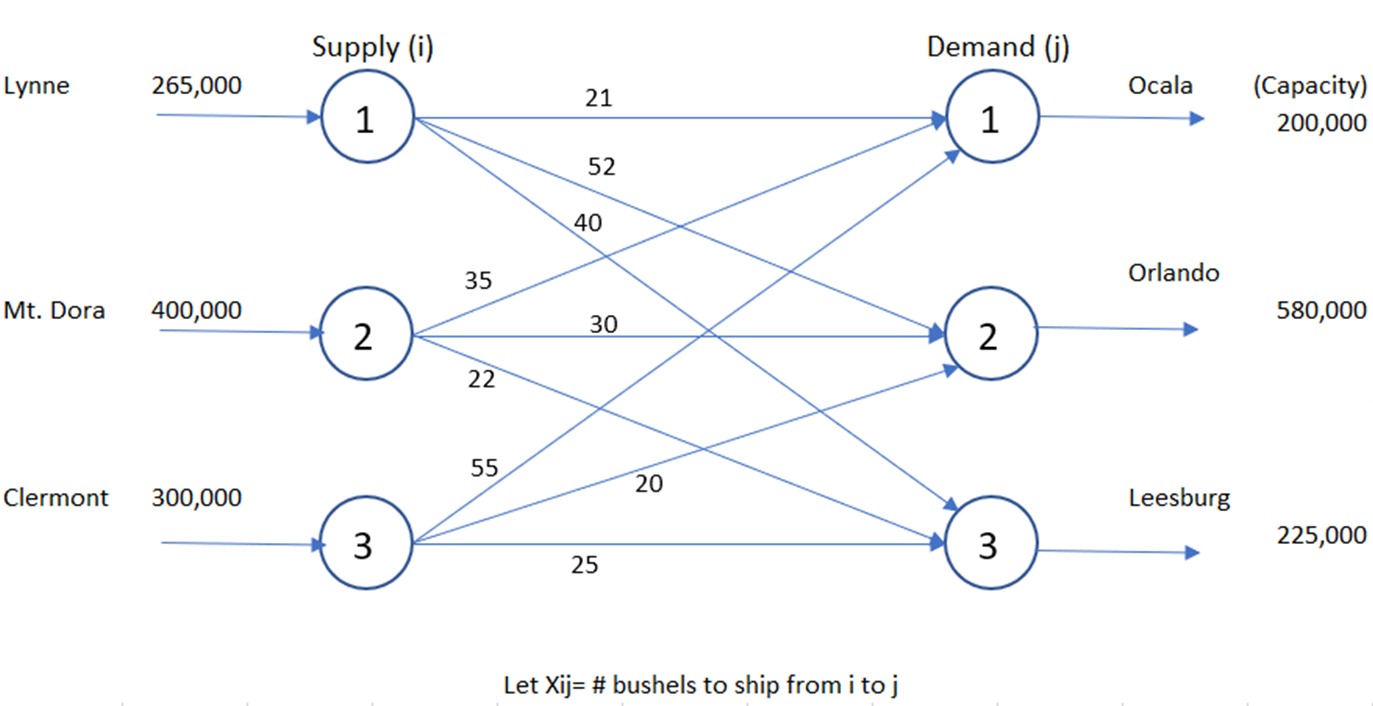 Supply (i) Demand (j)
Lynne 265,000 1 21 1 Ocala (Capacity)
200,000
52
40
35
Orlando
Mt. Dora 400,000 2 30 2 580,000
22
55
20
Clermont 300,000 3 3 Leesburg
25
225,000
Let Xij= # bushels to ship from i to j